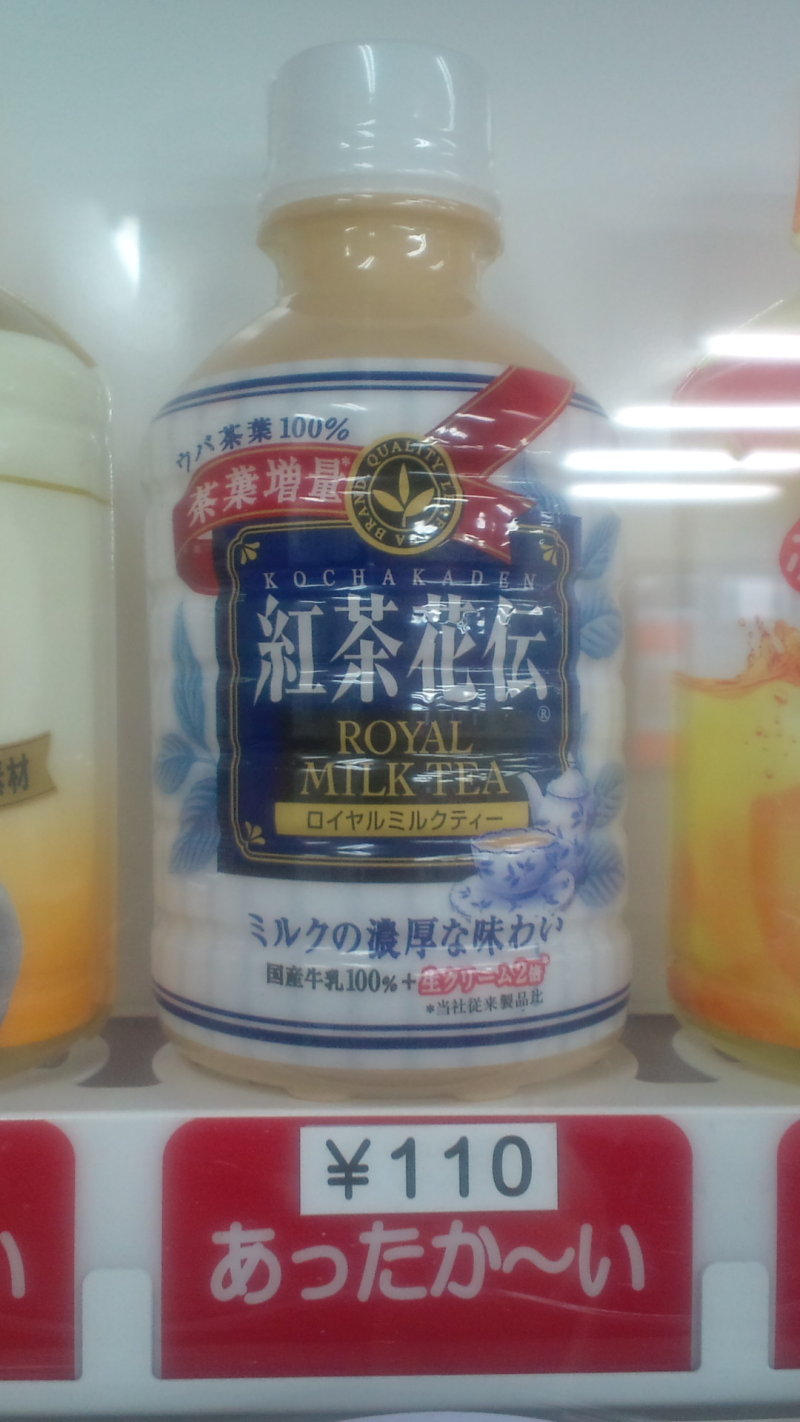 ウバ茶葉100%
茶葉増量*
QUALITY
KOCHAKADEN
紅茶花伝®
ROYAL
MILK TEA
ロイヤルミルクティー
ミルクの濃厚な味わい
国産牛乳100%+生クリーム2倍*
*当社従来製品比
材
¥110
あったか〜い
い